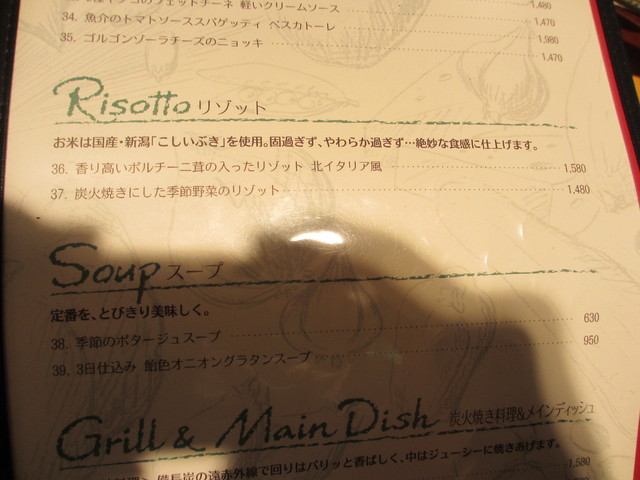 フェットチーネ 軽いクリームソース 1,480
34. 魚介のトマトソーススパゲッティ ペスカトーレ 1,470
35. ゴルゴンゾーラチーズのニョッキ 1,980
1,470
Risotto リゾット
お米は国産・新潟「こしいぶき」を使用。固過ぎず、やわらか過ぎず…絶妙な食感に仕上げます。
36. 香り高いポルチーニ茸の入ったリゾット 北イタリア風 1,580
37. 炭火焼きにした季節野菜のリゾット 1,480
Soup スープ
定番を、とびきり美味しく。
38. 季節のポタージュスープ 630
39. 3日仕込み 飴色オニオングラタンスープ 950
Grill & Main Dish 炭火焼き料理&メインディッシュ
備長炭の遠赤外線で回りはパリッと香ばしく、中はジューシーに焼きあげます。
1,580